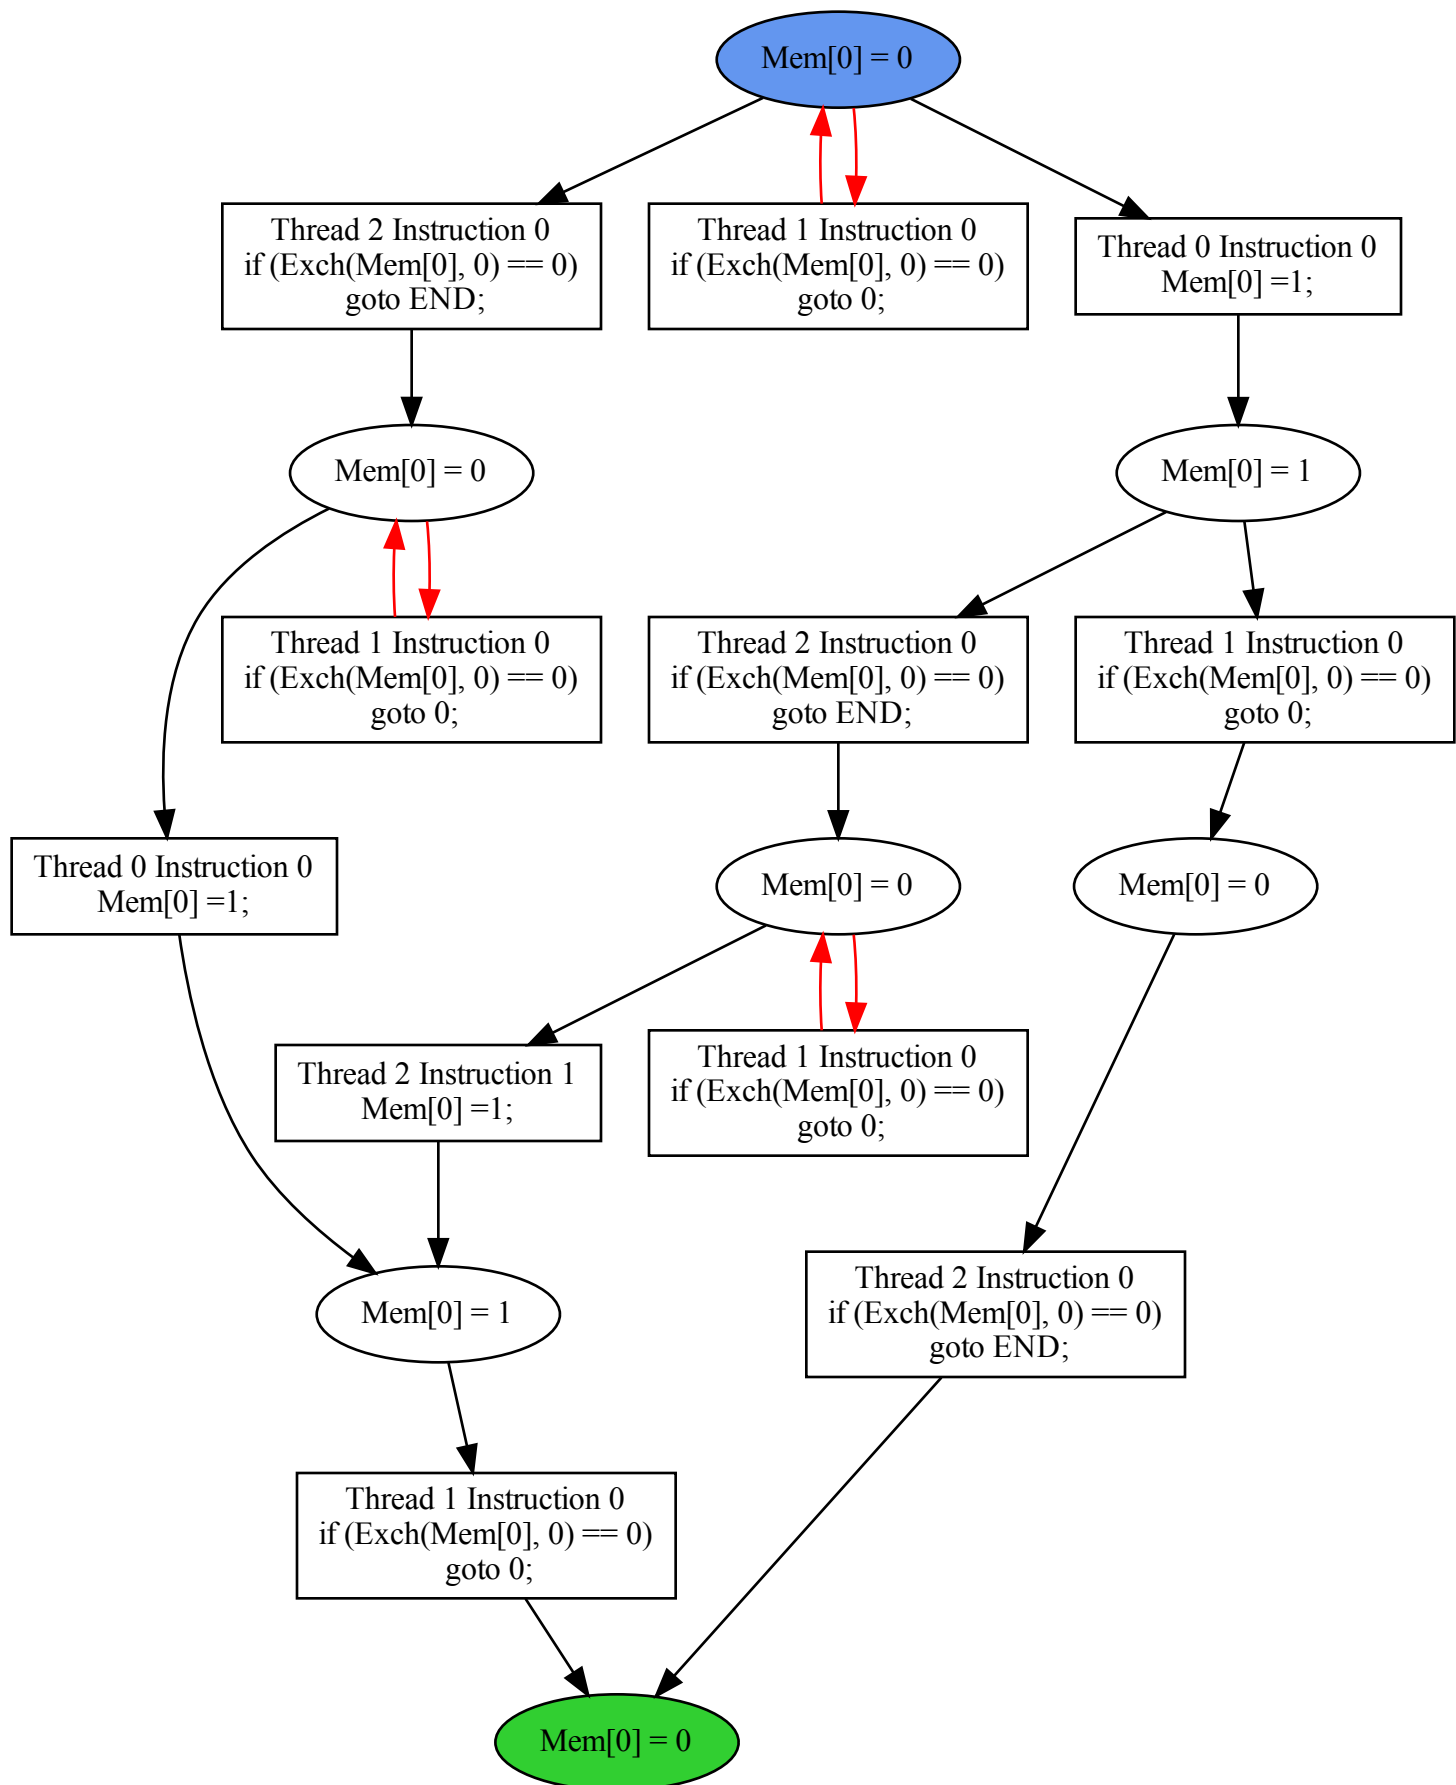 Mem[0] = 0
Thread 2 Instruction 0
if (Exch(Mem[0], 0) == 0)
goto END;
Thread 1 Instruction 0
if (Exch(Mem[0], 0) == 0)
goto 0;
Thread 0 Instruction 0
Mem[0] =1;
Mem[0] = 0
Mem[0] = 1
Thread 1 Instruction 0
if (Exch(Mem[0], 0) == 0)
goto 0;
Thread 2 Instruction 0
if (Exch(Mem[0], 0) == 0)
goto END;
Thread 1 Instruction 0
if (Exch(Mem[0], 0) == 0)
goto 0;
Thread 0 Instruction 0
Mem[0] =1;
Mem[0] = 0
Mem[0] = 0
Thread 2 Instruction 1
Mem[0] =1;
Thread 1 Instruction 0
if (Exch(Mem[0], 0) == 0)
goto 0;
Mem[0] = 1
Thread 2 Instruction 0
if (Exch(Mem[0], 0) == 0)
goto END;
Thread 1 Instruction 0
if (Exch(Mem[0], 0) == 0)
goto 0;
Mem[0] = 0